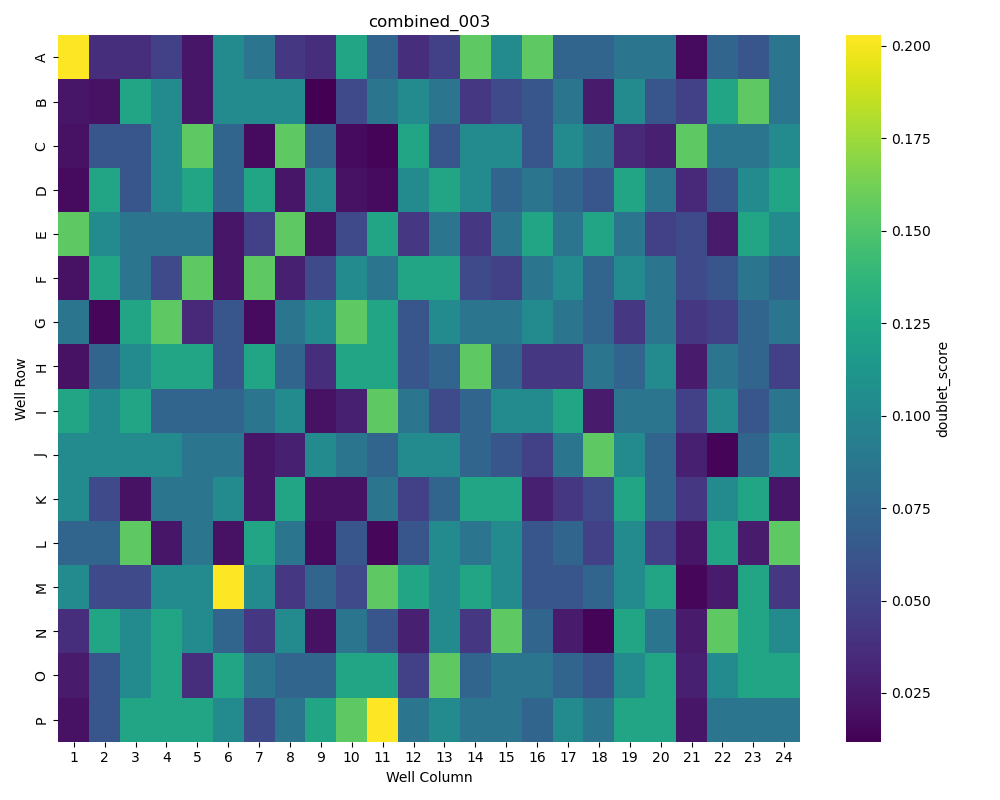 combined_003
A
B
C
D
E
F
G
H
I
J
K
L
M
N
O
P
Well Row
1 2 3 4 5 6 7 8 9 10 11 12 13 14 15 16 17 18 19 20 21 22 23 24
Well Column
0.200
0.175
0.150
0.125
0.100
0.075
0.050
0.025
doublet_score